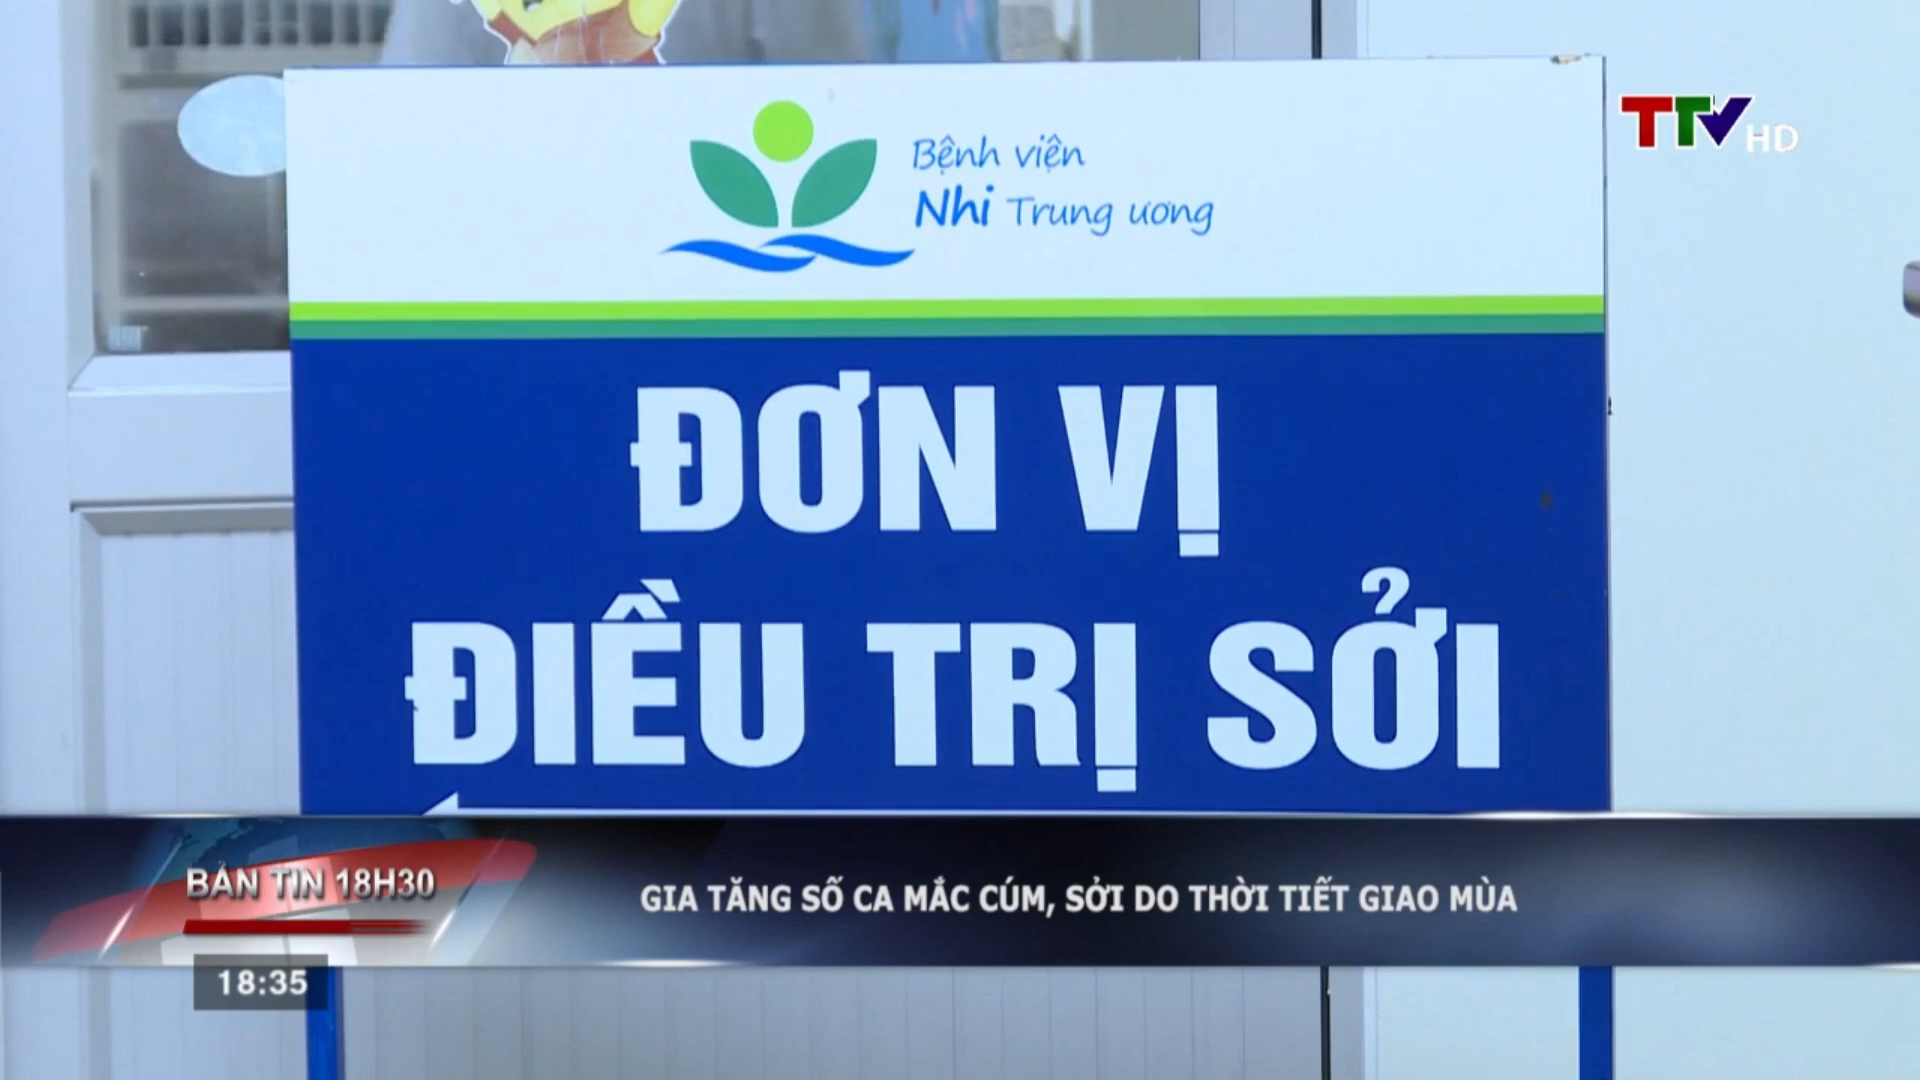 Bệnh viện
Nhi Trung ương
TTV HD
ĐƠN VỊ
ĐIỀU TRỊ SỞI
BẢN TIN 18H30
GIA TĂNG SỐ CA MẮC CÚM, SỞI DO THỜI TIẾT GIAO MÙA
18:35